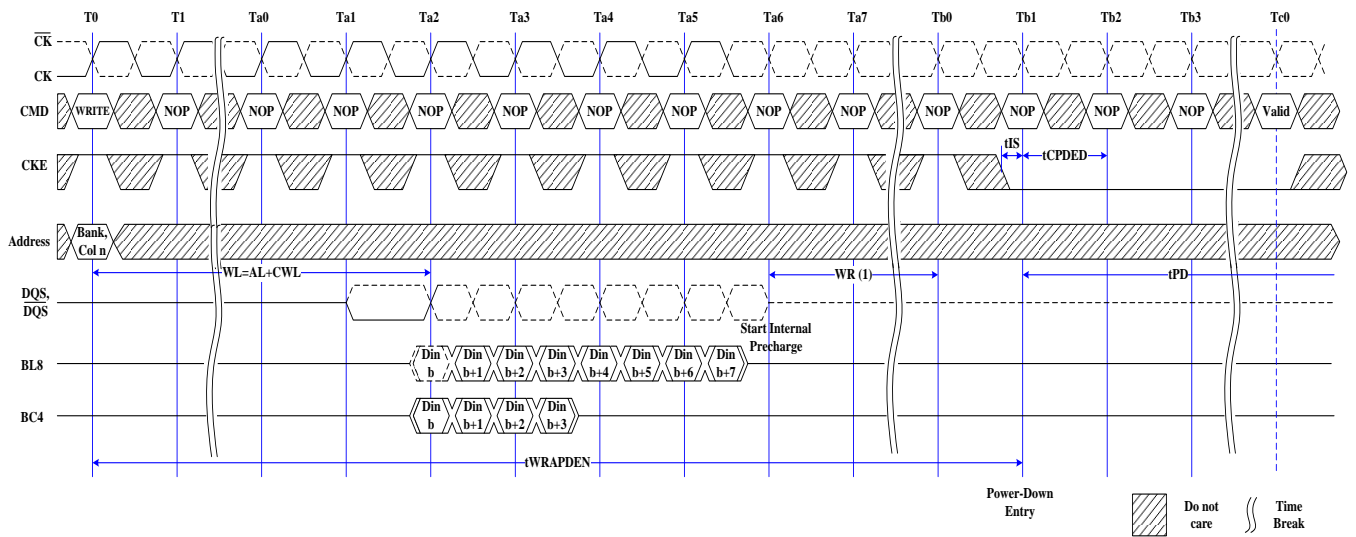 T0 T1 Ta0 Ta1 Ta2 Ta3 Ta4 Ta5 Ta6 Ta7 Tb0 Tb1 Tb2 Tb3 Tc0
CK
CK
CMD WRITE NOP NOP NOP NOP NOP NOP NOP NOP NOP NOP NOP NOP NOP Valid
tIS tCPDED
CKE
Address Bank, Col n
WL=AL+CWL WR (1) tPD
DQS,
DQS
Start Internal
Precharge
BL8 Din b Din b+1 Din b+2 Din b+3 Din b+4 Din b+5 Din b+6 Din b+7
BC4 Din b Din b+1 Din b+2 Din b+3
tWRAPDEN
Power-Down
Entry
Do not
care
Time
Break